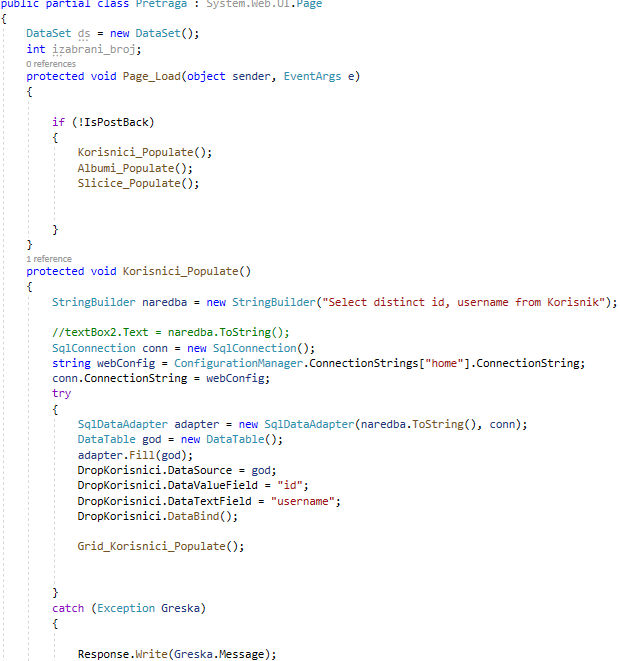 public partial class Pretraga : System.Web.UI.Page
{
DataSet ds = new DataSet();
int izabrani_broj;
0 references
protected void Page_Load(object sender, EventArgs e)
{
if (!IsPostBack)
{
Korisnici_Populate();
Albumi_Populate();
Slicice_Populate();
}
}
1 reference
protected void Korisnici_Populate()
{
StringBuilder naredba = new StringBuilder("Select distinct id, username from Korisnik");
//textBox2.Text = naredba.ToString();
SqlConnection conn = new SqlConnection();
string webConfig = ConfigurationManager.ConnectionStrings["home"].ConnectionString;
conn.ConnectionString = webConfig;
try
{
SqlDataAdapter adapter = new SqlDataAdapter(naredba.ToString(), conn);
DataTable god = new DataTable();
adapter.Fill(god);
DropKorisnici.DataSource = god;
DropKorisnici.DataValueField = "id";
DropKorisnici.DataTextField = "username";
DropKorisnici.DataBind();
Grid_Korisnici_Populate();
}
catch (Exception Greska)
{
Response.Write(Greska.Message);